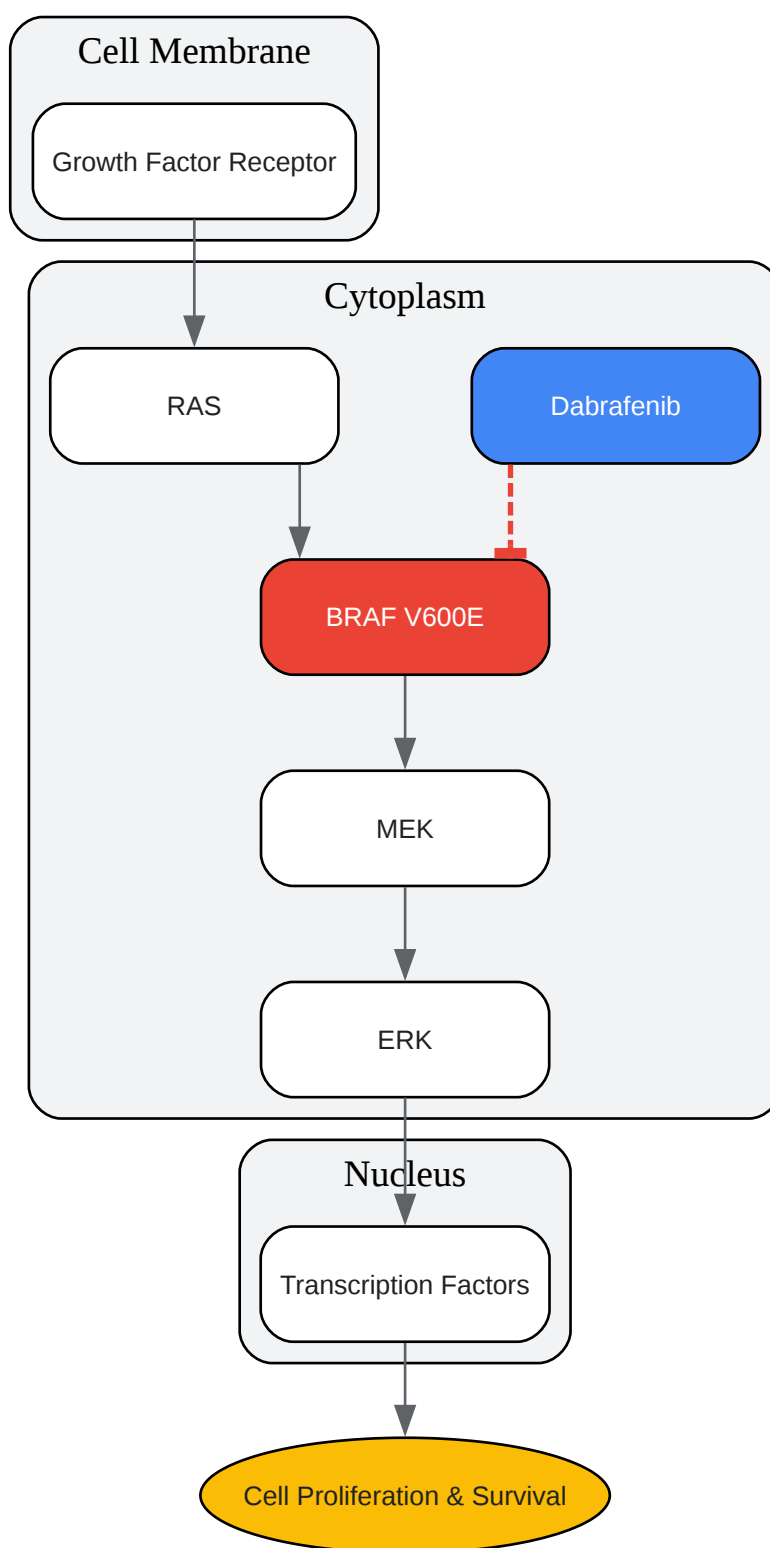 Cell Membrane
Growth Factor Receptor
Cytoplasm
RAS
Dabrafenib
BRAF V600E
MEK
ERK
Nucleus
Transcription Factors
Cell Proliferation & Survival